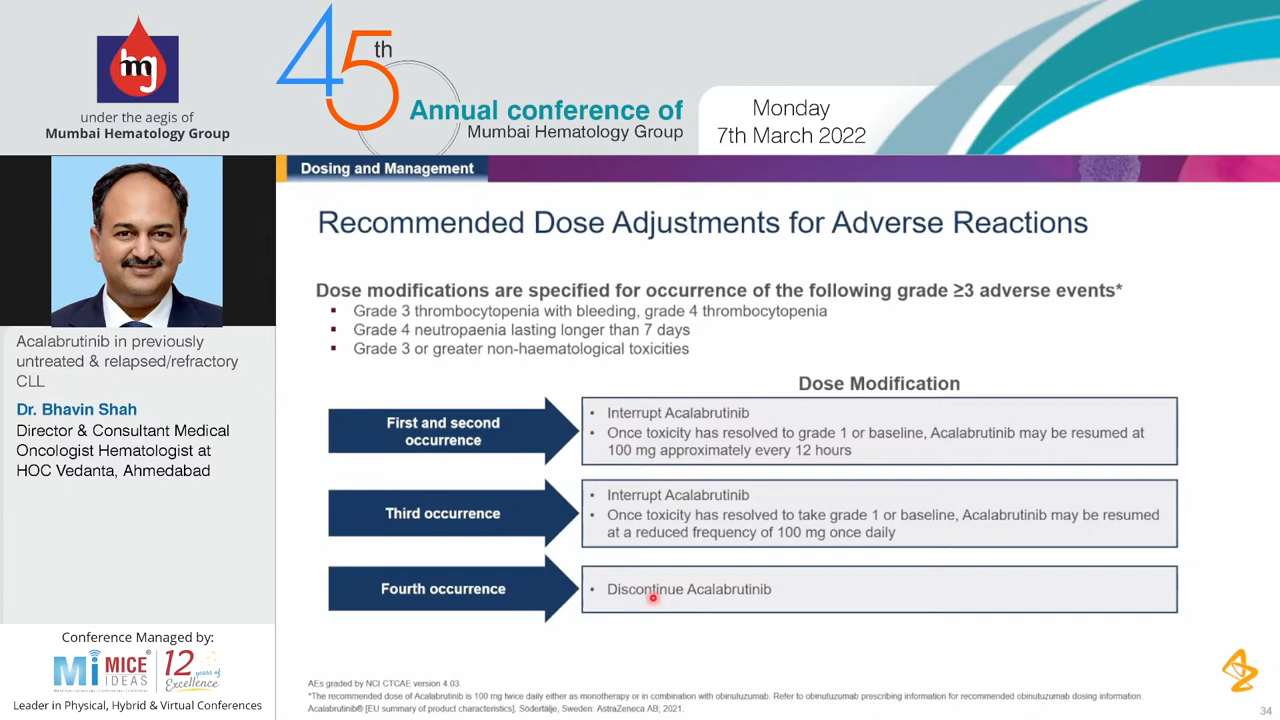 hmg
under the aegis of
Mumbai Hematology Group
45th
Annual conference of
Mumbai Hematology Group
Monday
7th March 2022
Acalabrutinib in previously
untreated & relapsed/refractory
CLL
Dr. Bhavin Shah
Director & Consultant Medical
Oncologist Hematologist at
HOC Vedanta, Ahmedabad
Conference Managed by:
Mi MICE IDEAS®
12 years of Excellence
Leader in Physical, Hybrid & Virtual Conferences
Dosing and Management
Recommended Dose Adjustments for Adverse Reactions
Dose modifications are specified for occurrence of the following grade ≥3 adverse events*
▪ Grade 3 thrombocytopenia with bleeding, grade 4 thrombocytopenia
▪ Grade 4 neutropaenia lasting longer than 7 days
▪ Grade 3 or greater non-haematological toxicities
Dose Modification
First and second
occurrence
• Interrupt Acalabrutinib
• Once toxicity has resolved to grade 1 or baseline, Acalabrutinib may be resumed at
100 mg approximately every 12 hours
Third occurrence
• Interrupt Acalabrutinib
• Once toxicity has resolved to take grade 1 or baseline, Acalabrutinib may be resumed
at a reduced frequency of 100 mg once daily
Fourth occurrence
• Discontinue Acalabrutinib
AEs graded by NCI CTCAE version 4.03.
*The recommended dose of Acalabrutinib is 100 mg twice daily either as monotherapy or in combination with obinutuzumab. Refer to obinutuzumab prescribing information for recommended obinutuzumab dosing information.
Acalabrutinib® [EU summary of product characteristics]. Södertälje, Sweden: AstraZeneca AB; 2021.
34